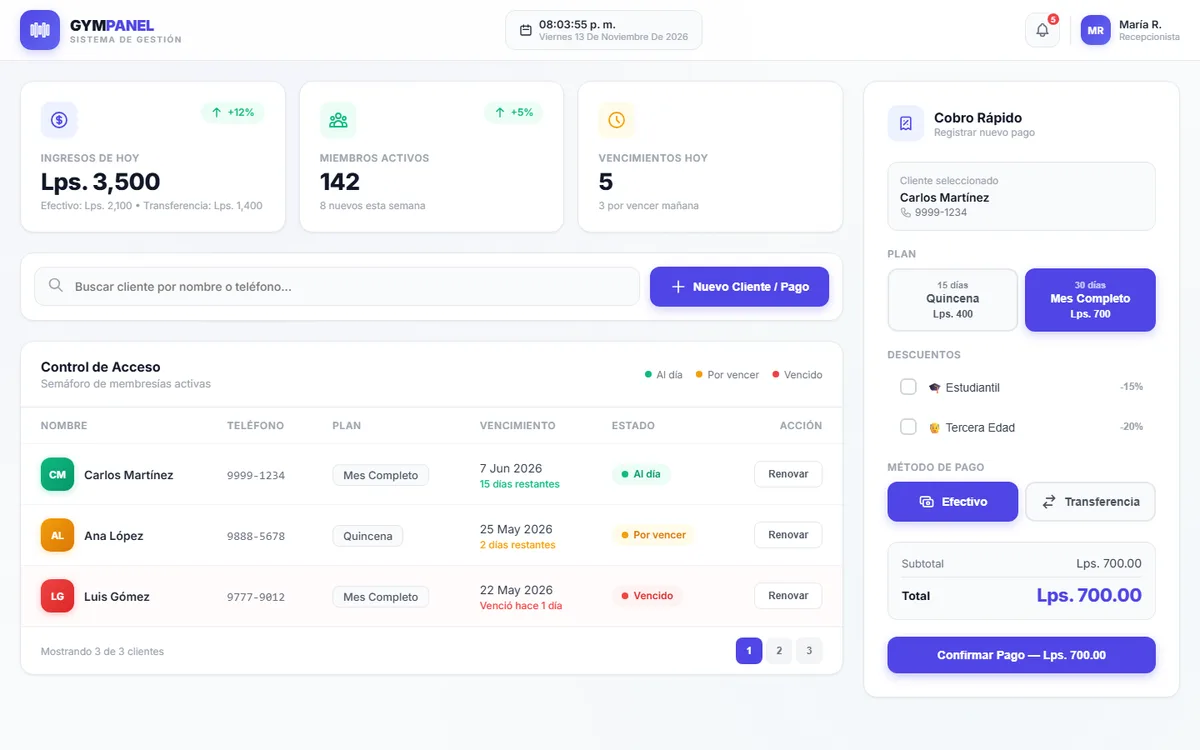 GYMPANEL
SISTEMA DE GESTIÓN
08:03:55 p. m.
Viernes 13 De Noviembre De 2026
5
MR
María R.
Recepcionista
+12%
INGRESOS DE HOY
Lps. 3,500
Efectivo: Lps. 2,100 • Transferencia: Lps. 1,400
+5%
MIEMBROS ACTIVOS
142
8 nuevos esta semana
VENCIMIENTOS HOY
5
3 por vencer mañana
Buscar cliente por nombre o teléfono...
Nuevo Cliente / Pago
Control de Acceso
Semáforo de membresías activas
Al día Por vencer Vencido
NOMBRE TELÉFONO PLAN VENCIMIENTO ESTADO ACCIÓN
CM Carlos Martínez 9999-1234 Mes Completo 7 Jun 2026 Al día Renovar
15 días restantes
AL Ana López 9888-5678 Quincena 25 May 2026 Por vencer Renovar
2 días restantes
LG Luis Gómez 9777-9012 Mes Completo 22 May 2026 Vencido Renovar
Venció hace 1 día
Mostrando 3 de 3 clientes
1 2 3
Cobro Rápido
Registrar nuevo pago
Cliente seleccionado
Carlos Martínez
9999-1234
PLAN
15 días
Quincena
Lps. 400
30 días
Mes Completo
Lps. 700
DESCUENTOS
Estudiantil -15%
Tercera Edad -20%
MÉTODO DE PAGO
Efectivo Transferencia
Subtotal Lps. 700.00
Total Lps. 700.00
Confirmar Pago — Lps. 700.00